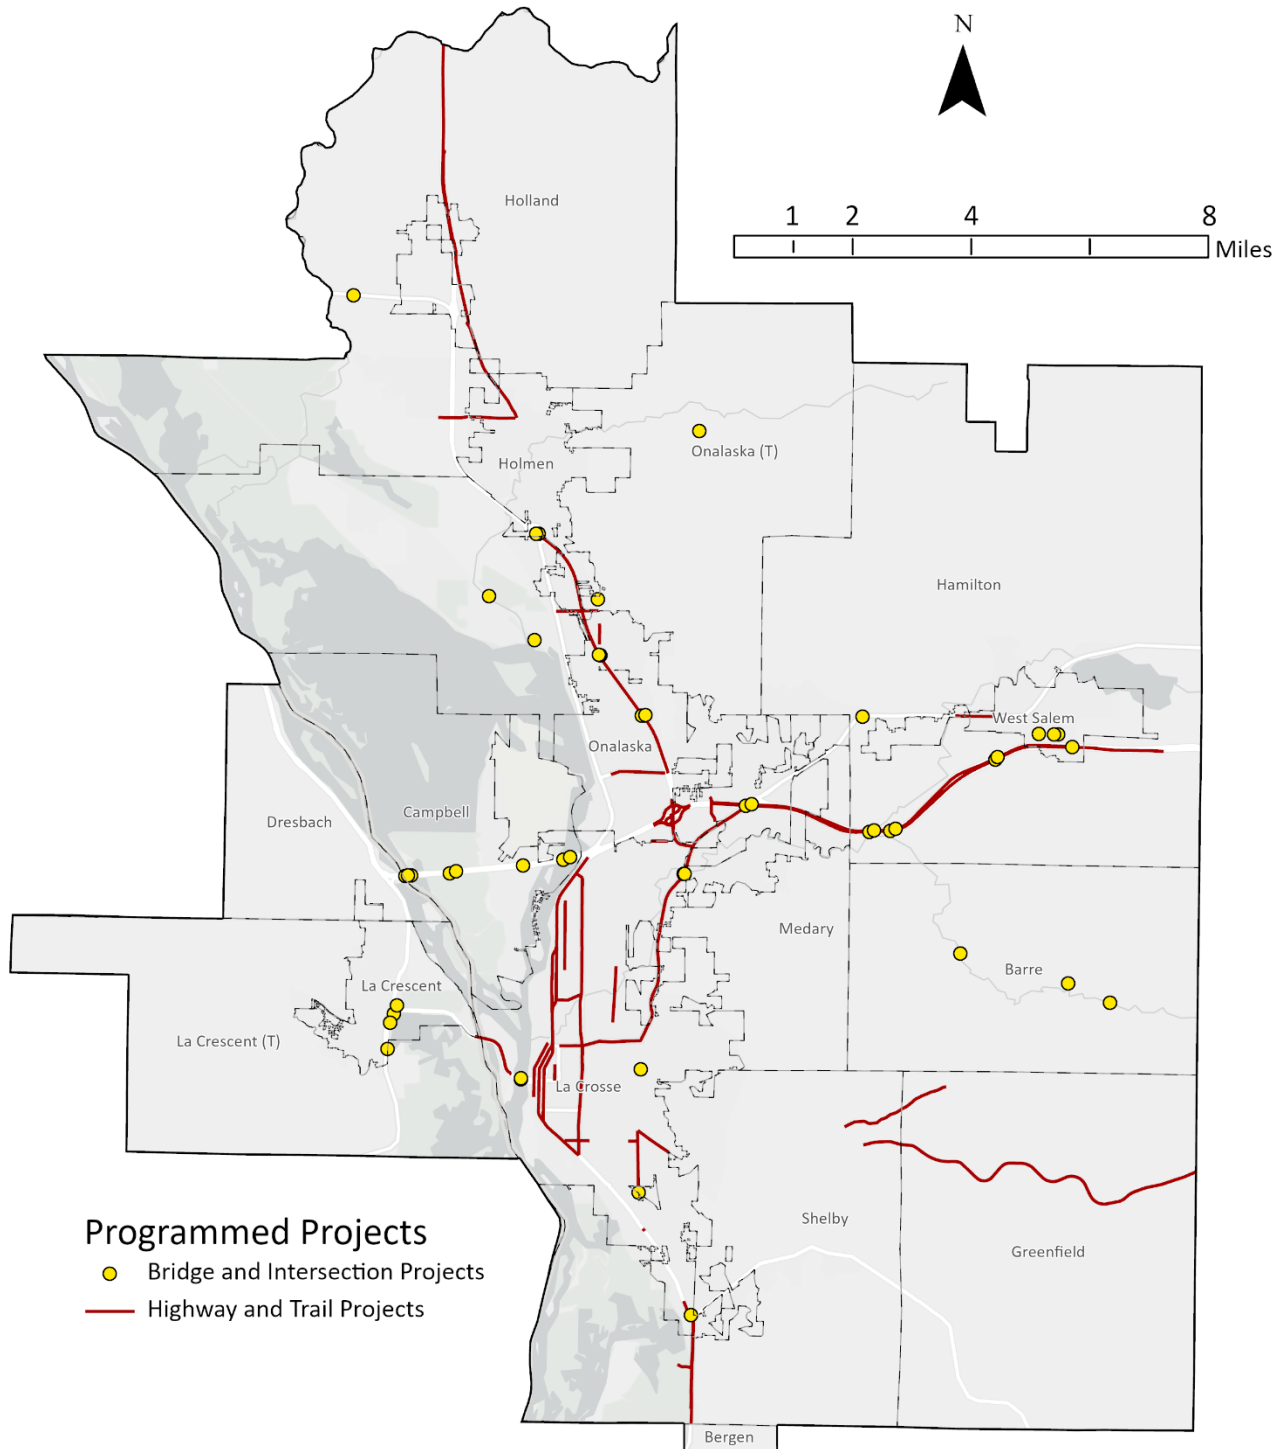 N
1 2 4 8
Miles
Holland
Onalaska (T)
Holmen
Hamilton
West Salem
Onalaska
Dresbach
Campbell
Medary
Barre
La Crescent
La Crescent (T)
La Crosse
Shelby
Greenfield
Programmed Projects
Bridge and Intersection Projects
Highway and Trail Projects
Bergen